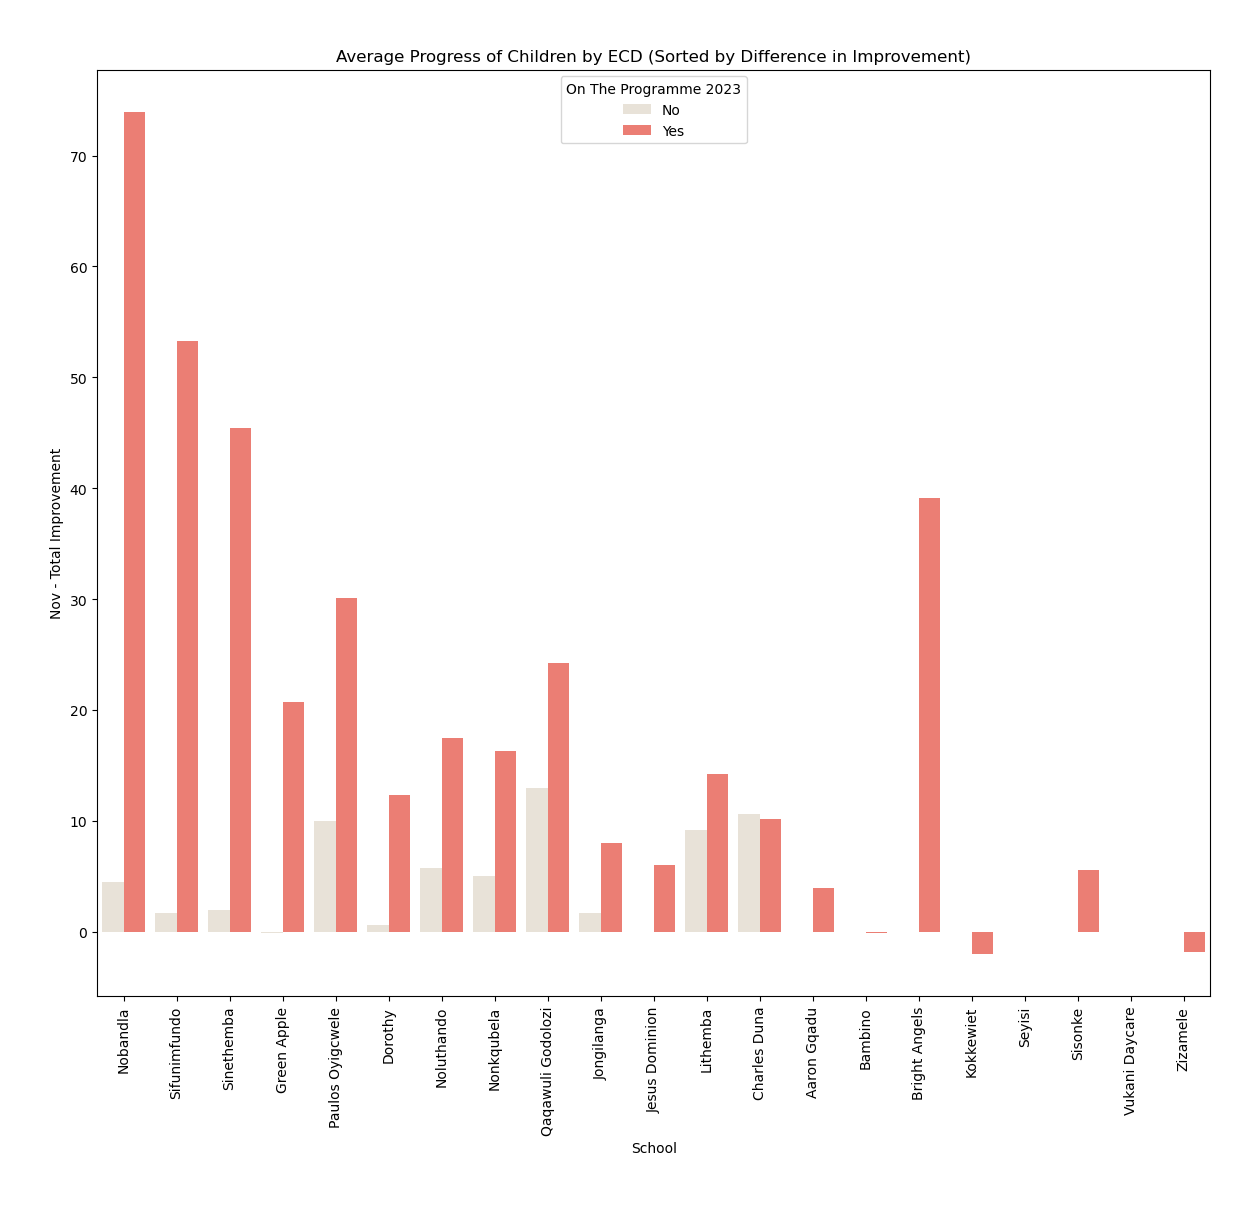 Average Progress of Children by ECD (Sorted by Difference in Improvement)
On The Programme 2023
No
Yes
Nov - Total Improvement
70
60
50
40
30
20
10
0
Nobandla
Sifunimfundo
Sinethemba
Green Apple
Paulos Oyigcwele
Dorothy
Noluthando
Nonkqubela
Qaqawuli Godolozi
Jongilanga
Jesus Dominion
Lithemba
Charles Duna
Aaron Gqadu
Bambino
Bright Angels
Kokkewiet
Seyisi
Sisonke
Vukani Daycare
Zizamele
School